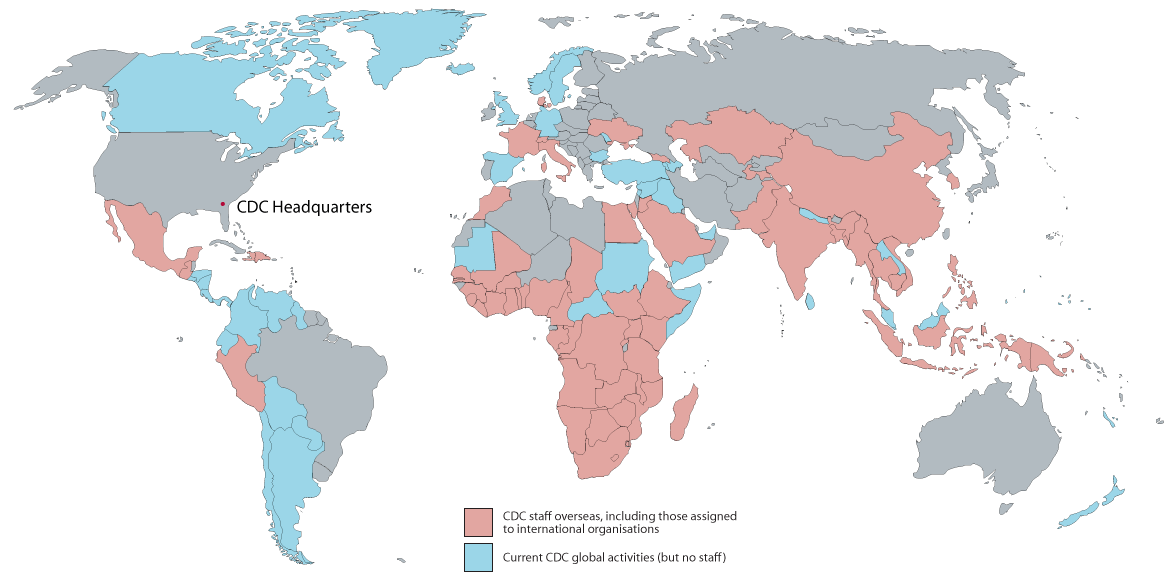 CDC Headquarters
CDC staff overseas, including those assigned
to international organisations
Current CDC global activities (but no staff)